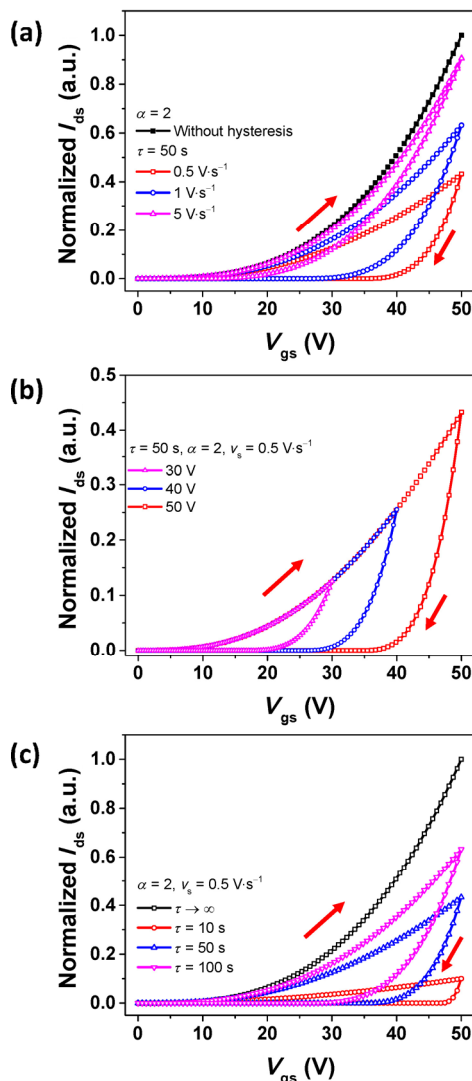 (a)
1.0
0.8
0.6
0.4
0.2
0.0
Normalized Ids (a.u.)
α = 2
Without hysteresis
τ = 50 s
0.5 V·s⁻¹
1 V·s⁻¹
5 V·s⁻¹
0 10 20 30 40 50
Vgs (V)
(b)
0.5
0.4
0.3
0.2
0.1
0.0
Normalized Ids (a.u.)
τ = 50 s, α = 2, vs = 0.5 V·s⁻¹
30 V
40 V
50 V
0 10 20 30 40 50
Vgs (V)
(c)
1.0
0.8
0.6
0.4
0.2
0.0
Normalized Ids (a.u.)
α = 2, vs = 0.5 V·s⁻¹
τ → ∞
τ = 10 s
τ = 50 s
τ = 100 s
0 10 20 30 40 50
Vgs (V)